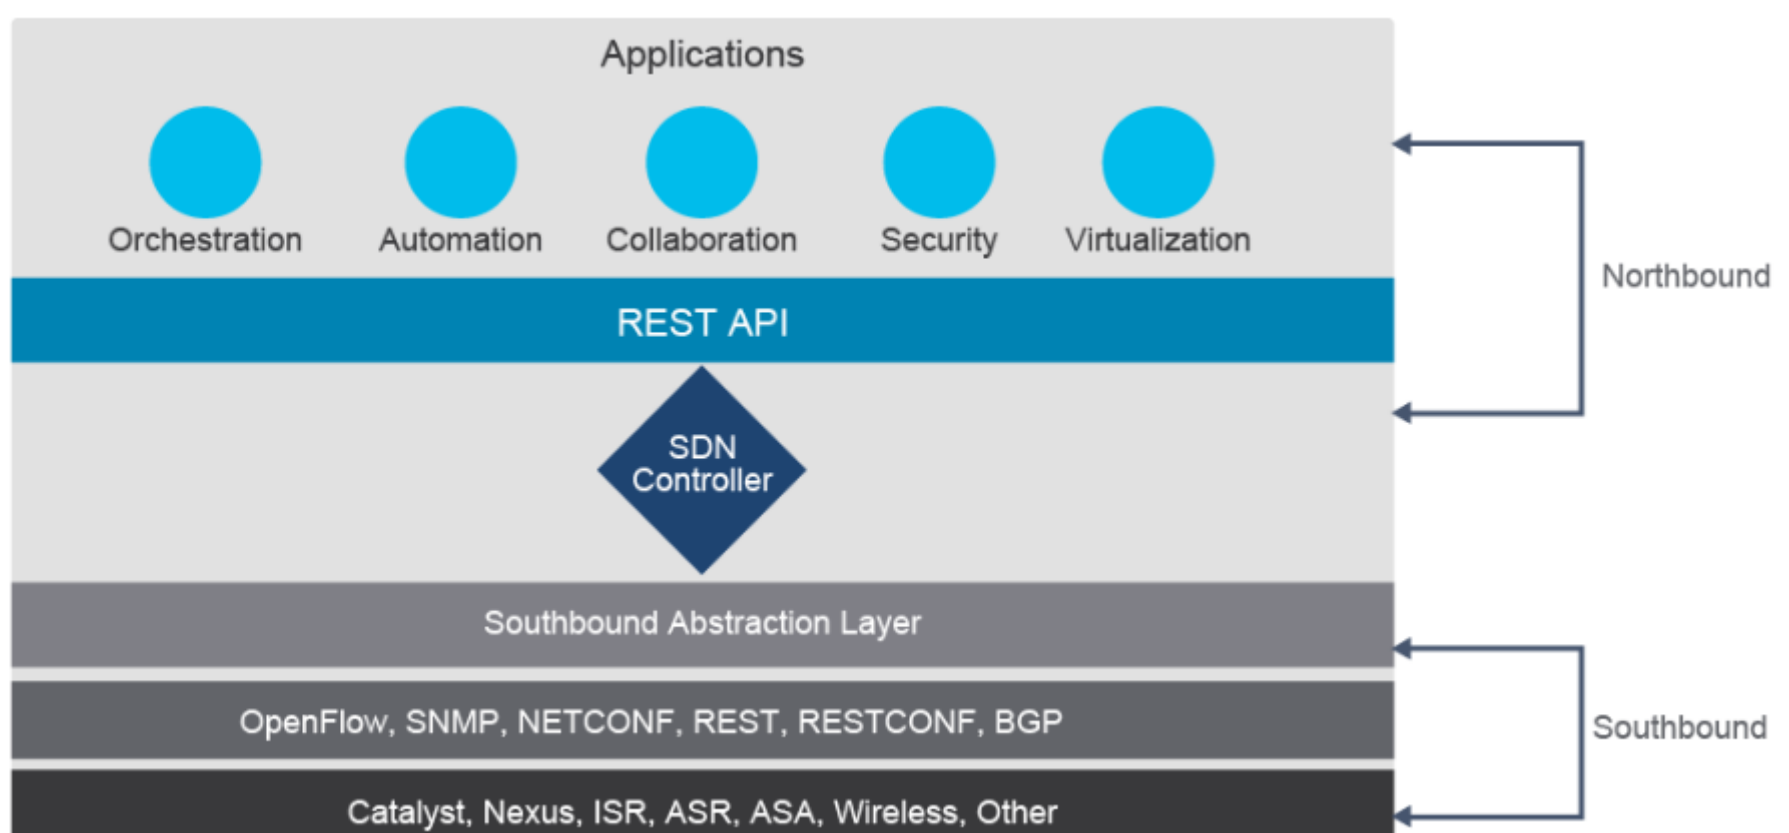 Applications
Orchestration Automation Collaboration Security Virtualization
Northbound
REST API
SDN
Controller
Southbound Abstraction Layer
OpenFlow, SNMP, NETCONF, REST, RESTCONF, BGP
Southbound
Catalyst, Nexus, ISR, ASR, ASA, Wireless, Other